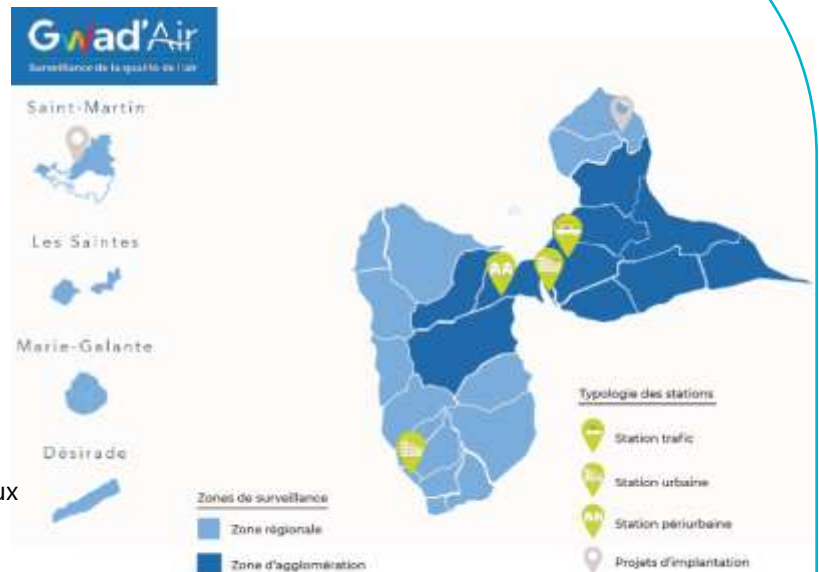 Gwad'Air
Surveillance de la qualité de l'air
Saint-Martin
Les Saintes
Marie-Galante
Désirade
ux
Zones de surveillance
Zone régionale
Zone d'agglomération
Typologie des stations
Station trafic
Station urbaine
Station périurbaine
Projets d'implantation